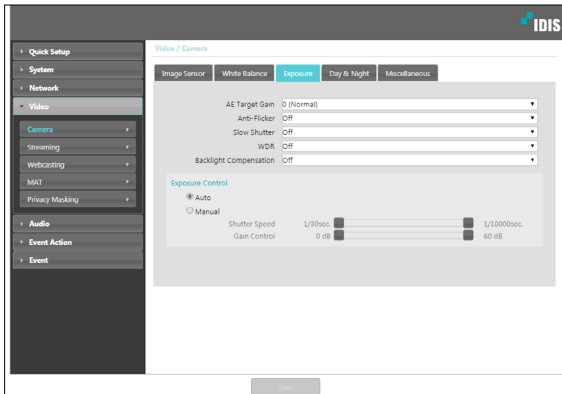 IDIS
Quick Setup
System
Network
Video
Camera
Streaming
Webcasting
MAT
Privacy Masking
Audio
Event Action
Event
Video / Camera
Image Sensor White Balance Exposure Day & Night Miscellaneous
AE Target Gain 0 (Normal)
Anti-Flicker Off
Slow Shutter Off
WDR Off
Backlight Compensation Off
Exposure Control
Auto
Manual
Shutter Speed 1/30sec. 1/10000sec.
Gain Control 0 dB 60 dB